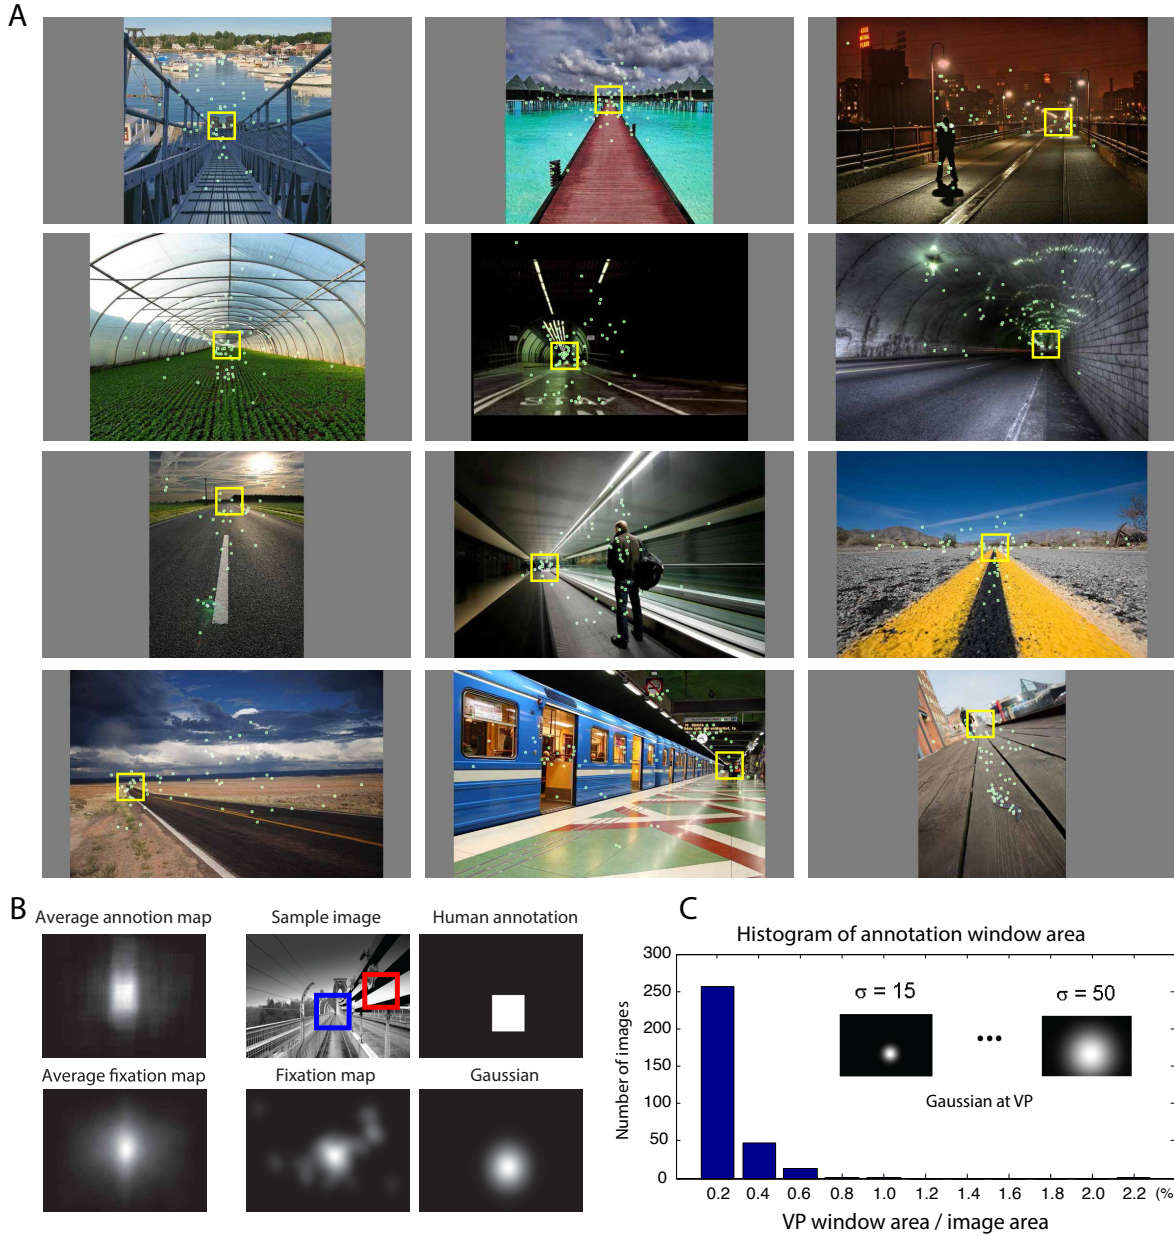 A
B
Average annotion map
Sample image
Human annotation
Average fixation map
Fixation map
Gaussian
C
Histogram of annotation window area
Number of images
300
250
200
150
100
50
0
σ = 15
•••
σ = 50
Gaussian at VP
0.2 0.4 0.6 0.8 1.0 1.2 1.4 1.6 1.8 2.0 2.2 (%
VP window area / image area